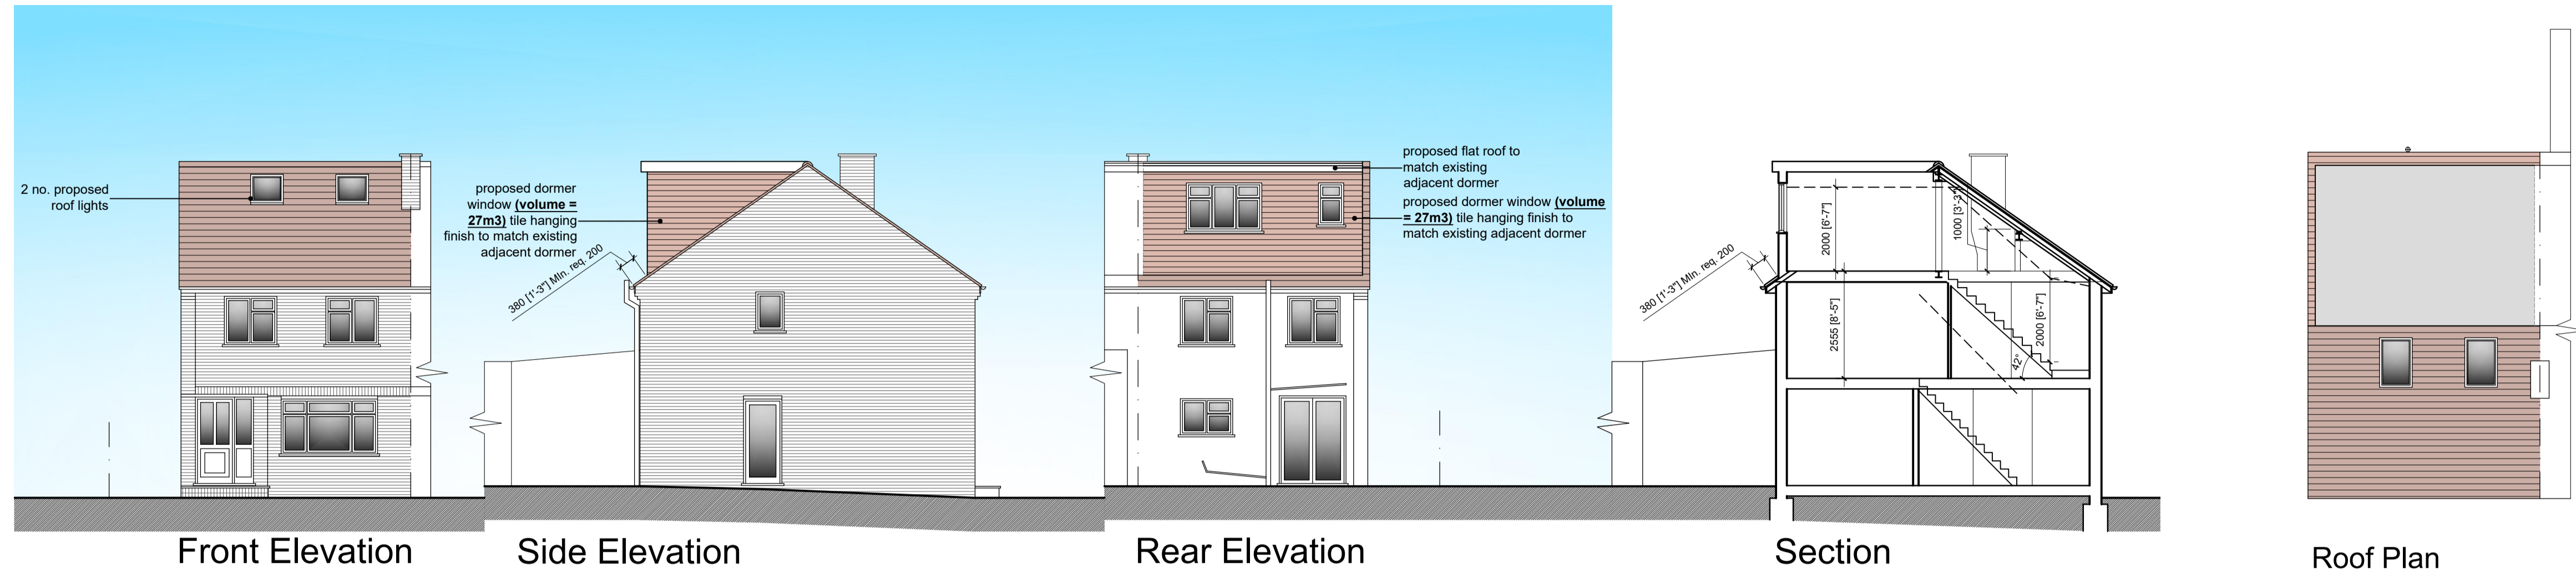 2 no. proposed
roof lights
proposed dormer
window (volume =
27m3) tile hanging
finish to match existing
adjacent dormer
380 [1'-3"] MIn. req. 200
proposed flat roof to
match existing
adjacent dormer
proposed dormer window (volume
= 27m3) tile hanging finish to
match existing adjacent dormer
380 [1'-3"] MIn. req. 200
2000 [6'-7"]
1000 [3'-3"]
2555 [8'-5"]
2000 [6'-7"]
42°
Front Elevation
Side Elevation
Rear Elevation
Section
Roof Plan